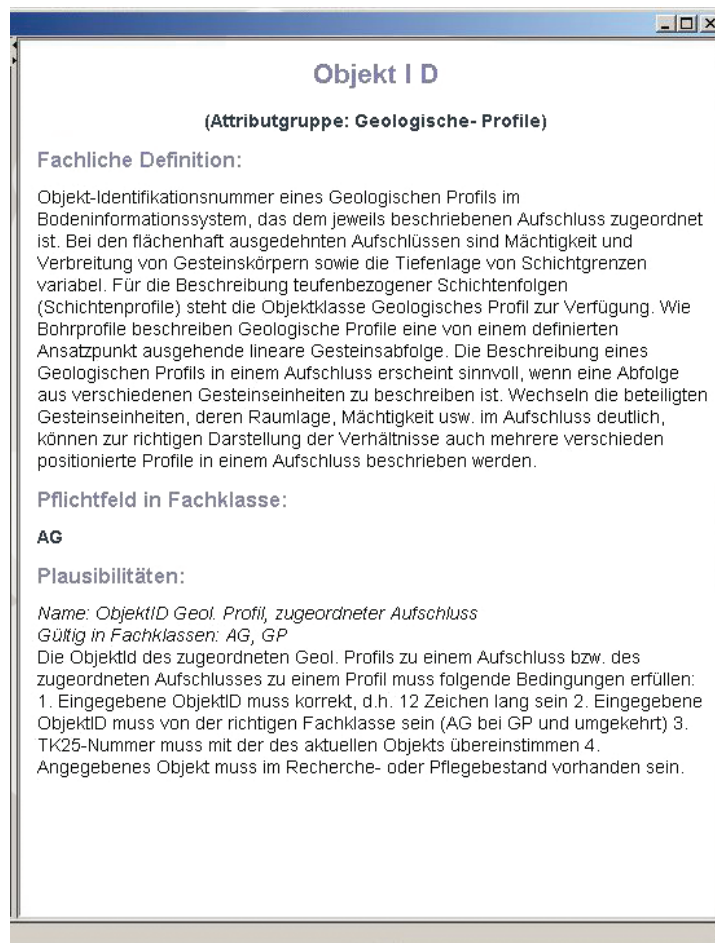 Objekt I D
(Attributgruppe: Geologische- Profile)
Fachliche Definition:
Objekt-Identifikationsnummer eines Geologischen Profils im
Bodeninformationssystem, das dem jeweils beschriebenen Aufschluss zugeordnet
ist. Bei den flächenhaft ausgedehnten Aufschlüssen sind Mächtigkeit und
Verbreitung von Gesteinskörpern sowie die Tiefenlage von Schichtgrenzen
variabel. Für die Beschreibung teufenbezogener Schichtenfolgen
(Schichtenprofile) steht die Objektklasse Geologisches Profil zur Verfügung. Wie
Bohrprofile beschreiben Geologische Profile eine von einem definierten
Ansatzpunkt ausgehende lineare Gesteinsabfolge. Die Beschreibung eines
Geologischen Profils in einem Aufschluss erscheint sinnvoll, wenn eine Abfolge
aus verschiedenen Gesteinseinheiten zu beschreiben ist. Wechseln die beteiligten
Gesteinseinheiten, deren Raumlage, Mächtigkeit usw. im Aufschluss deutlich,
können zur richtigen Darstellung der Verhältnisse auch mehrere verschieden
positionierte Profile in einem Aufschluss beschrieben werden.
Pflichtfeld in Fachklasse:
AG
Plausibilitäten:
Name: ObjektID Geol. Profil, zugeordneter Aufschluss
Gültig in Fachklassen: AG, GP
Die ObjektId des zugeordneten Geol. Profils zu einem Aufschluss bzw. des
zugeordneten Aufschlusses zu einem Profil muss folgende Bedingungen erfüllen:
1. Eingegebene ObjektID muss korrekt, d.h. 12 Zeichen lang sein 2. Eingegebene
ObjektID muss von der richtigen Fachklasse sein (AG bei GP und umgekehrt) 3.
TK25-Nummer muss mit der des aktuellen Objekts übereinstimmen 4.
Angegebenes Objekt muss im Recherche- oder Pflegebestand vorhanden sein.